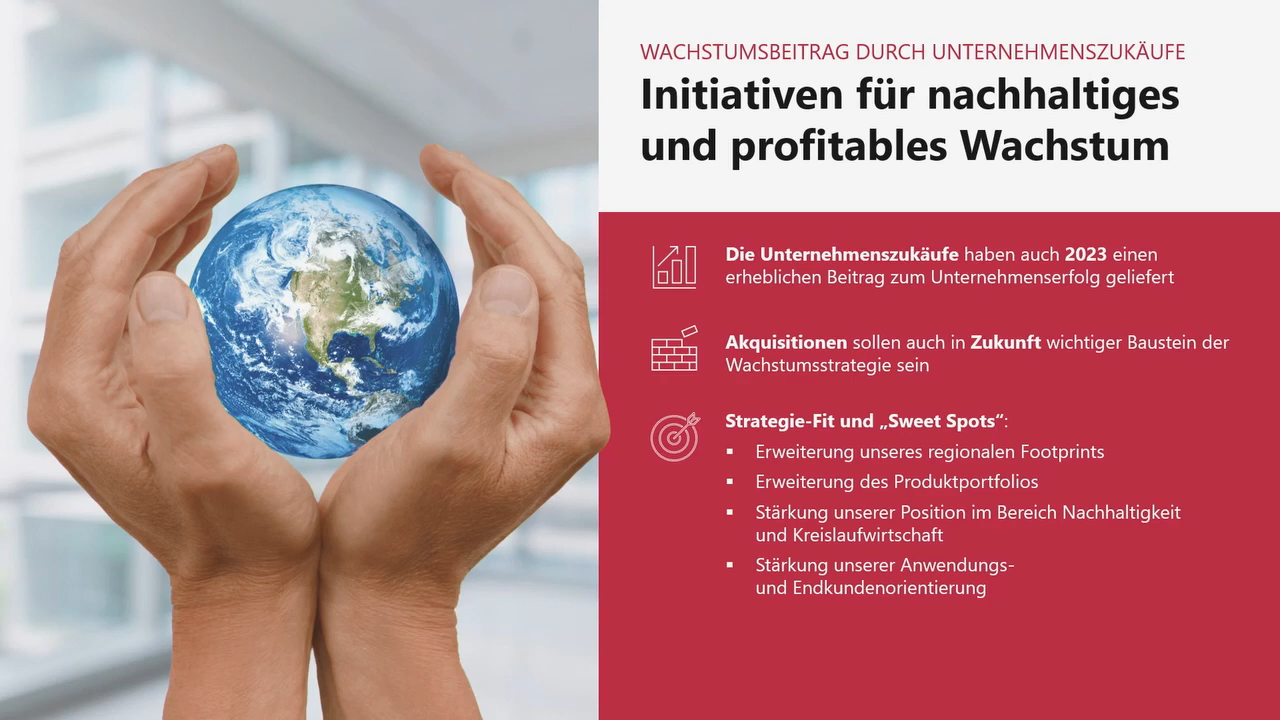 WACHSTUMSBEITRAG DURCH UNTERNEHMENSZUKÄUFE
Initiativen für nachhaltiges
und profitables Wachstum
Die Unternehmenszukäufe haben auch 2023 einen
erheblichen Beitrag zum Unternehmenserfolg geliefert
Akquisitionen sollen auch in Zukunft wichtiger Baustein der
Wachstumsstrategie sein
Strategie-Fit und „Sweet Spots“:
▪ Erweiterung unseres regionalen Footprints
▪ Erweiterung des Produktportfolios
▪ Stärkung unserer Position im Bereich Nachhaltigkeit
und Kreislaufwirtschaft
▪ Stärkung unserer Anwendungs-
und Endkundenorientierung